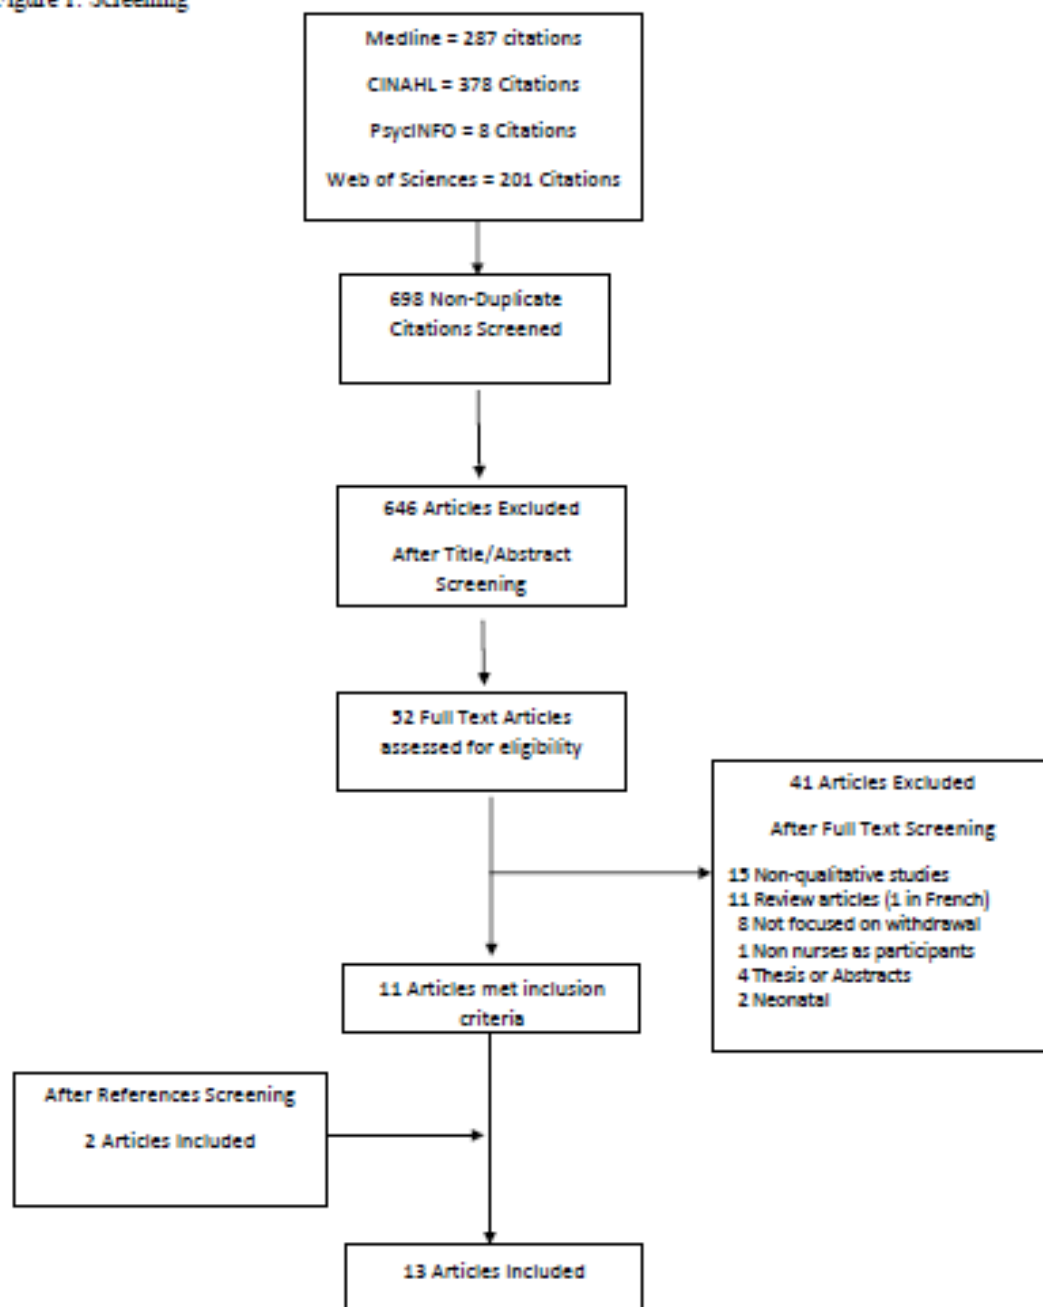 Figure 1: Screening
Medline = 287 citations
CINAHL = 378 Citations
PsycINFO = 8 Citations
Web of Sciences = 201 Citations
698 Non-Duplicate
Citations Screened
646 Articles Excluded
After Title/Abstract
Screening
52 Full Text Articles
assessed for eligibility
41 Articles Excluded
After Full Text Screening
15 Non-qualitative studies
11 Review articles (1 in French)
8 Not focused on withdrawal
1 Non nurses as participants
4 Thesis or Abstracts
2 Neonatal
11 Articles met inclusion
criteria
After References Screening
2 Articles Included
13 Articles Included